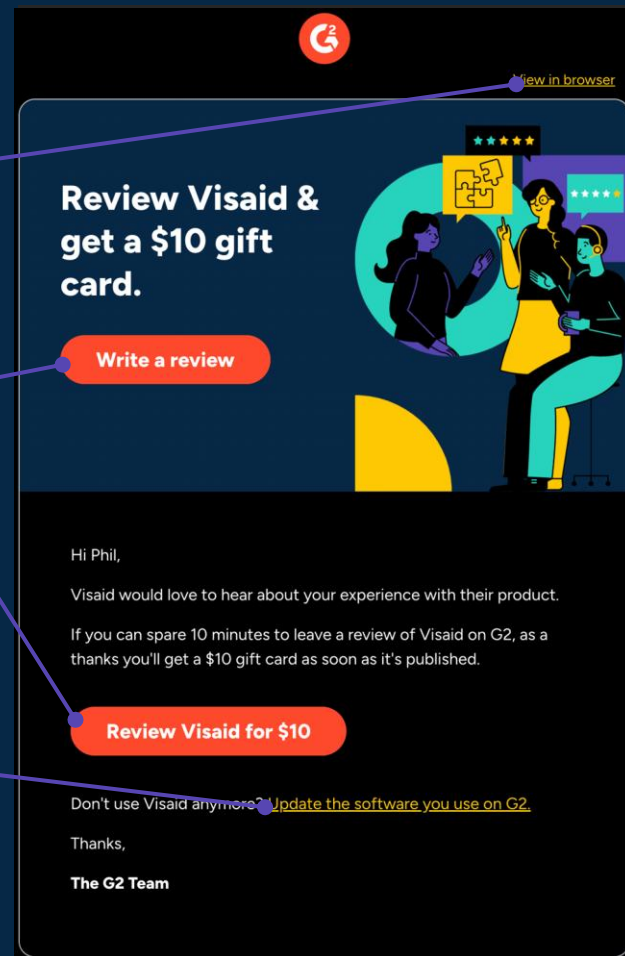 G2
View in browser
Review Visaid &
get a $10 gift
card.
Write a review
Hi Phil,
Visaid would love to hear about your experience with their product.
If you can spare 10 minutes to leave a review of Visaid on G2, as a
thanks you'll get a $10 gift card as soon as it's published.
Review Visaid for $10
Don't use Visaid anymore? Update the software you use on G2.
Thanks,
The G2 Team